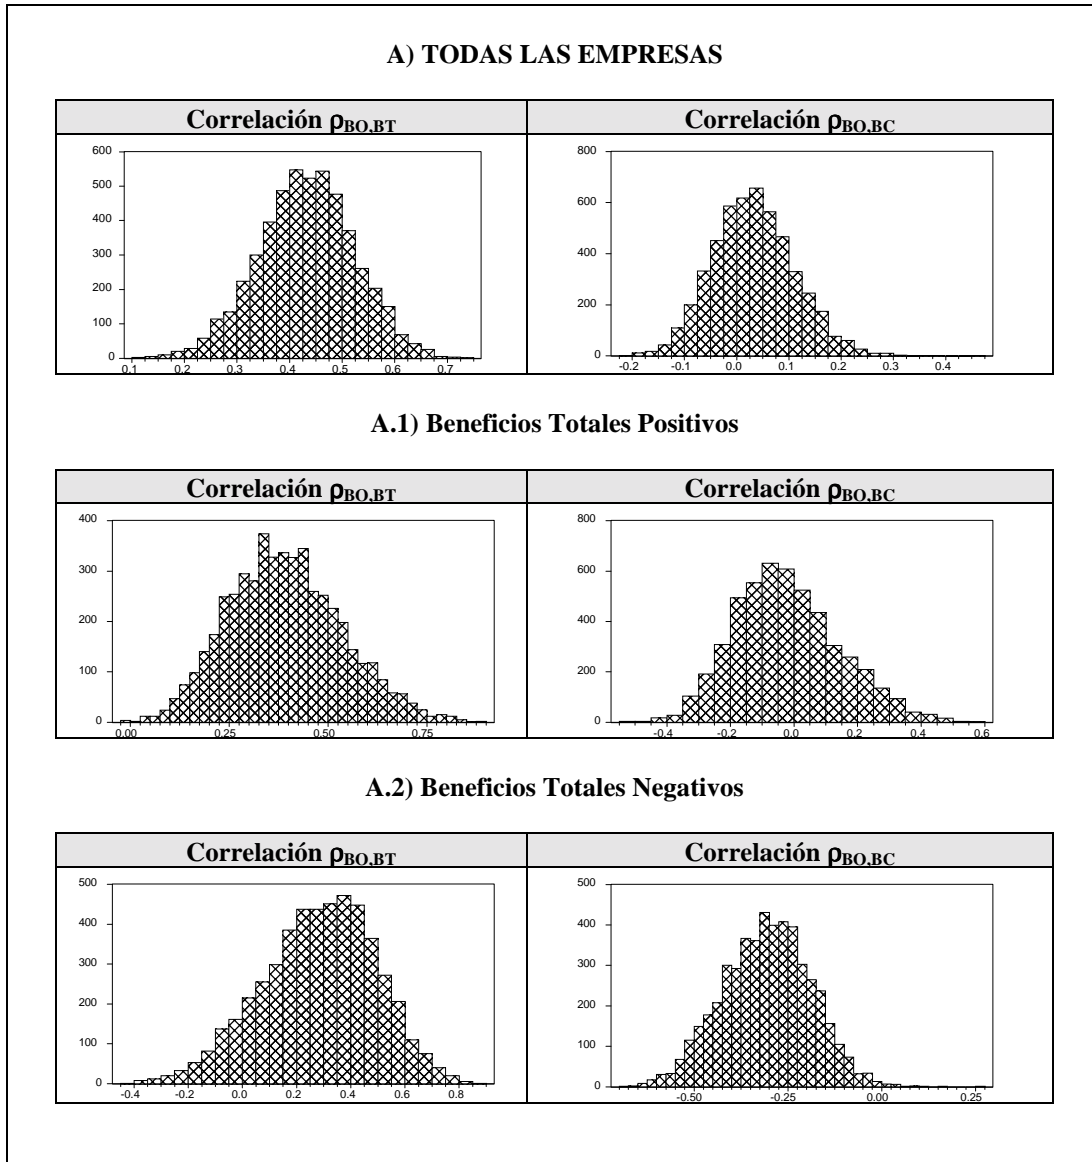 A) TODAS LAS EMPRESAS
Correlación ρBO,BT
Correlación ρBO,BC
600
500
400
300
200
100
0
0.1 0.2 0.3 0.4 0.5 0.6 0.7
800
600
400
200
0
-0.2 -0.1 0.0 0.1 0.2 0.3 0.4
A.1) Beneficios Totales Positivos
Correlación ρBO,BT
Correlación ρBO,BC
400
300
200
100
0
0.00 0.25 0.50 0.75
800
600
400
200
0
-0.4 -0.2 0.0 0.2 0.4 0.6
A.2) Beneficios Totales Negativos
Correlación ρBO,BT
Correlación ρBO,BC
500
400
300
200
100
0
-0.4 -0.2 0.0 0.2 0.4 0.6 0.8
500
400
300
200
100
0
-0.50 -0.25 0.00 0.25